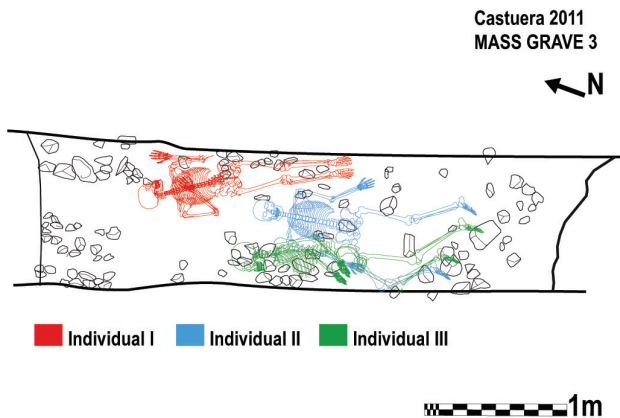 Castuera 2011
MASS GRAVE 3
N
Individual I Individual II Individual III
1m